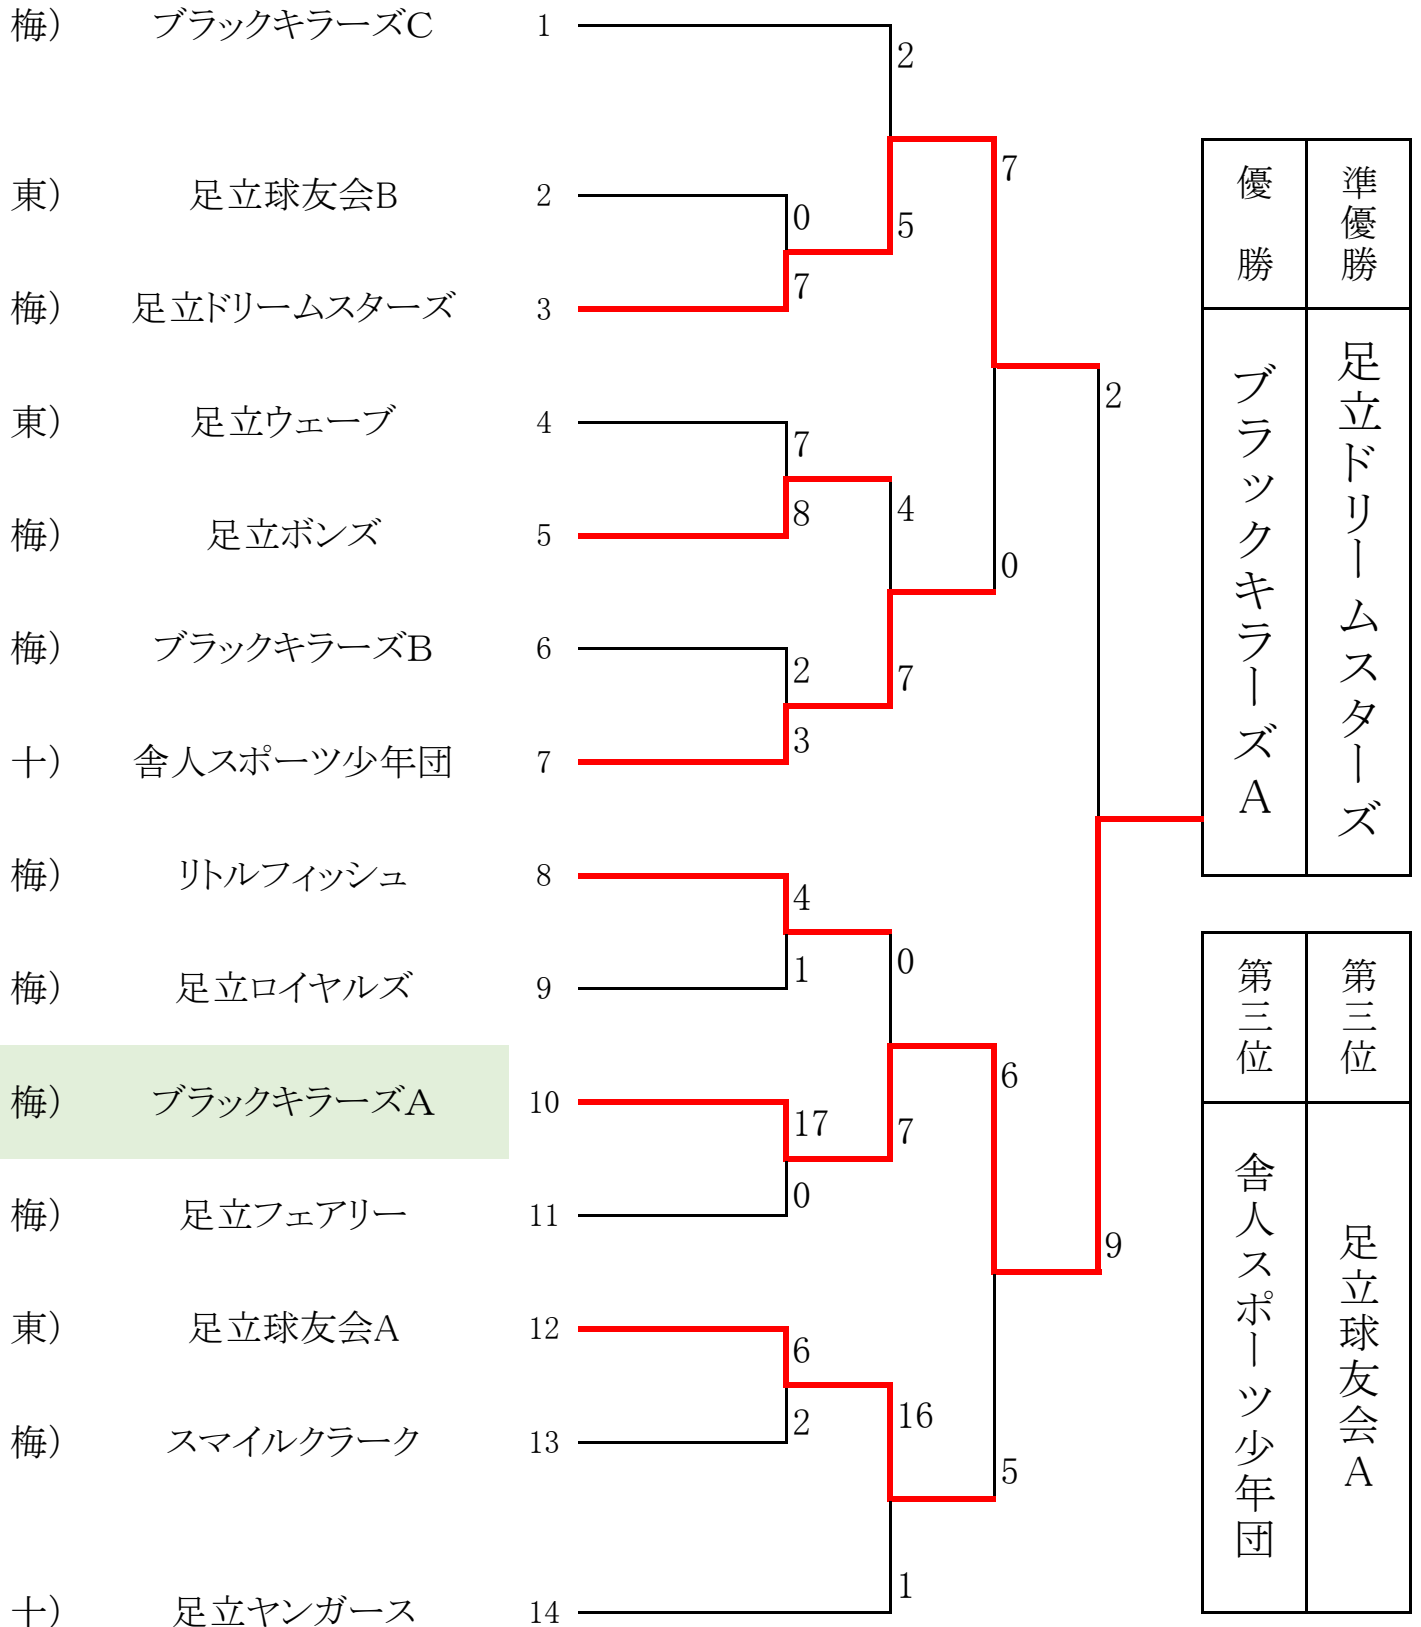 梅） ブラックキラーズC 1
2
東） 足立球友会B 2
0
7
5
梅） 足立ドリームスターズ 3
7
東） 足立ウェーブ 4
7
2
梅） 足立ボンズ 5
8
4
0
梅） ブラックキラーズB 6
2
7
十） 舎人スポーツ少年団 7
3
梅） リトルフィッシュ 8
4
0
梅） 足立ロイヤルズ 9
1
6
梅） ブラックキラーズA 10
17
7
梅） 足立フェアリー 11
0
9
東） 足立球友会A 12
6
16
梅） スマイルクラーク 13
2
5
1
十） 足立ヤンガース 14
優勝
ブラックキラーズA
準優勝
足立ドリームスターズ
第三位
舎人スポーツ少年団
第三位
足立球友会A